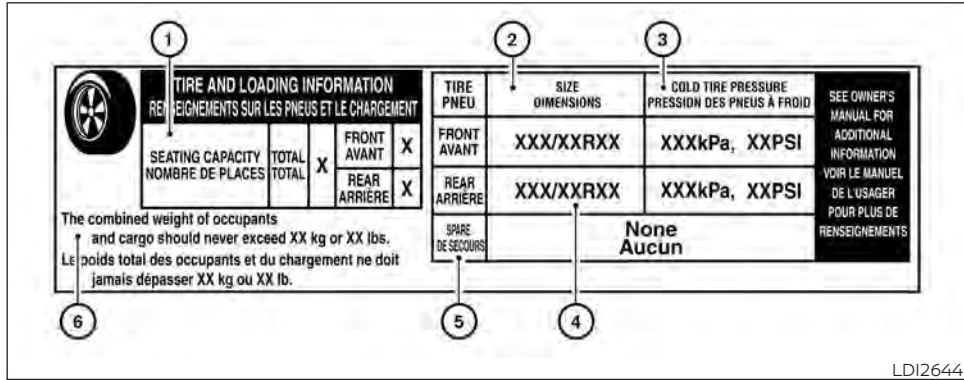 1
2
3
TIRE AND LOADING INFORMATION
RENSEIGNEMENTS SUR LES PNEUS ET LE CHARGEMENT
SEATING CAPACITY
NOMBRE DE PLACES
TOTAL
TOTAL
X
FRONT
AVANT
X
REAR
ARRIÈRE
X
The combined weight of occupants
and cargo should never exceed XX kg or XX lbs.
Le poids total des occupants et du chargement ne doit
jamais dépasser XX kg ou XX lb.
TIRE
PNEU
SIZE
DIMENSIONS
COLD TIRE PRESSURE
PRESSION DES PNEUS À FROID
FRONT
AVANT
XXX/XXRXX
XXXkPa, XXPSI
REAR
ARRIÈRE
XXX/XXRXX
XXXkPa, XXPSI
SPARE
DE SECOURS
None
Aucun
SEE OWNER'S
MANUAL FOR
ADDITIONAL
INFORMATION
VOIR LE MANUEL
DE L'USAGER
POUR PLUS DE
RENSEIGNEMENTS
6
5
4
LDI2644